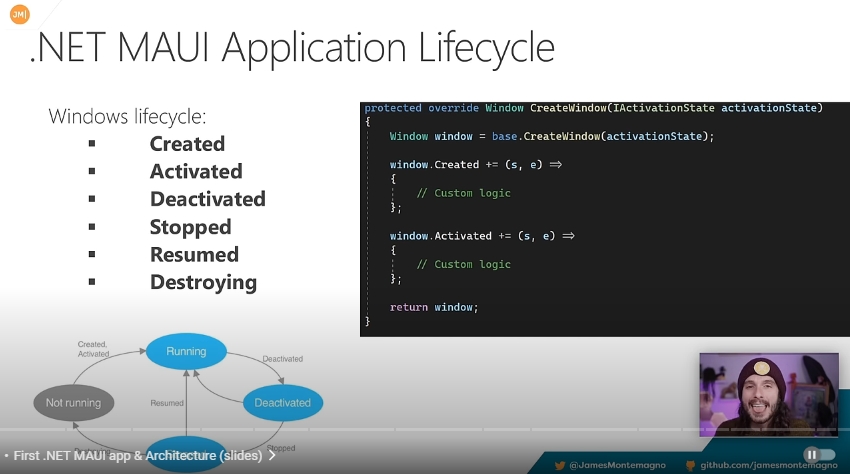 JM|
.NET MAUI Application Lifecycle
Windows lifecycle:
▪ Created
▪ Activated
▪ Deactivated
▪ Stopped
▪ Resumed
▪ Destroying
protected override Window CreateWindow(IActivationState activationState)
{
Window window = base.CreateWindow(activationState);
window.Created += (s, e) =>
{
// Custom logic
};
window.Activated += (s, e) =>
{
// Custom logic
};
return window;
}
Created,
Activated
Running
Deactivated
Not running
Resumed
Deactivated
Stopped
• First .NET MAUI app & Architecture (slides) >
@JamesMontemagno
github.com/jamesmontemagno